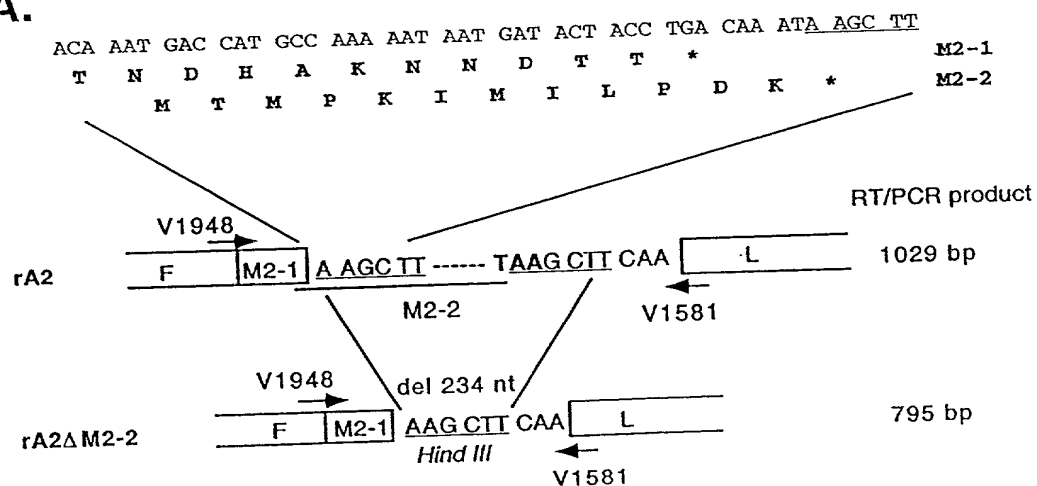 A.
ACA AAT GAC CAT GCC AAA AAT AAT GAT ACT ACC TGA CAA ATA AGC TT
T N D H A K N N D T T * M2-1
M T M P K I M I L P D K * M2-2
RT/PCR product
V1948
rA2 F M2-1 A AGC TT ------ TAAG CTT CAA L 1029 bp
M2-2 V1581
V1948 del 234 nt
rA2Δ M2-2 F M2-1 AAG CTT CAA L 795 bp
Hind III
V1581